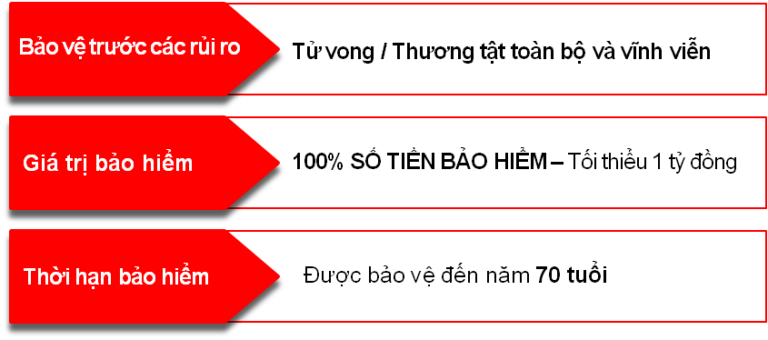 Bảo vệ trước các rủi ro
Tử vong / Thương tật toàn bộ và vĩnh viễn
Giá trị bảo hiểm
100% SỐ TIỀN BẢO HIỂM – Tối thiểu 1 tỷ đồng
Thời hạn bảo hiểm
Được bảo vệ đến năm 70 tuổi